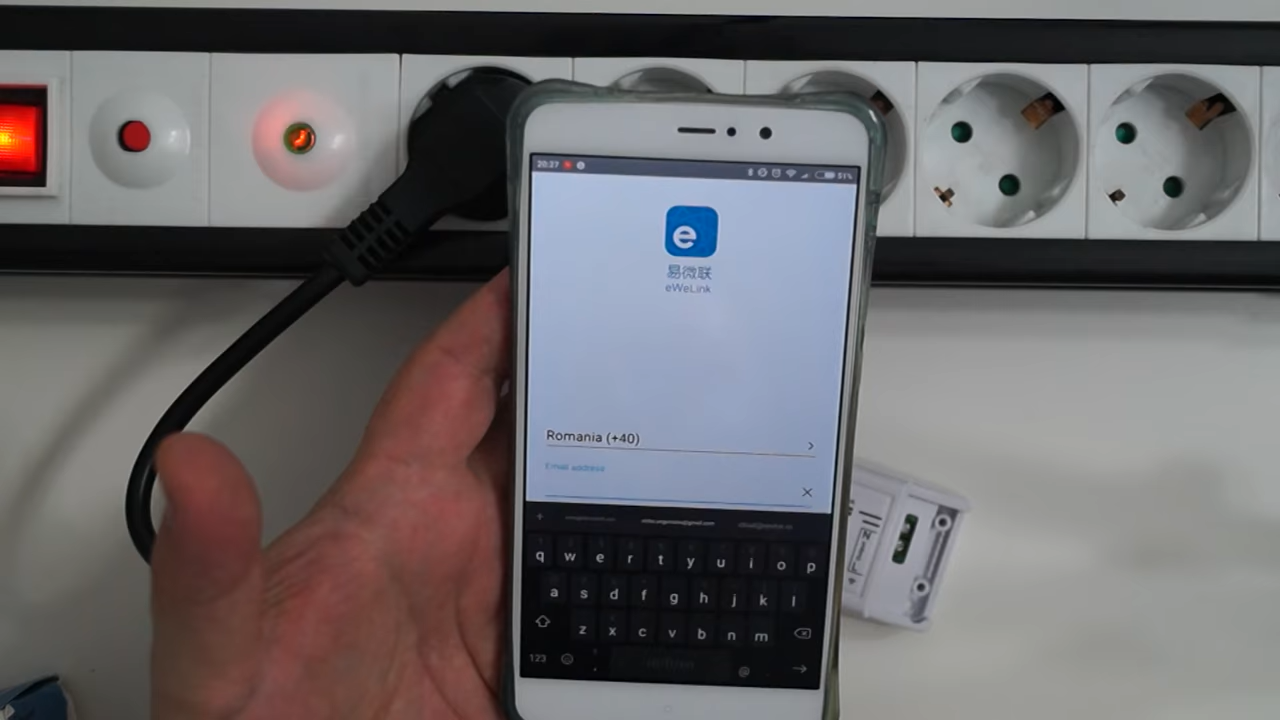 20:27
51%
e
易微联
eWeLink
Romania (+40)
Email address
q w e r t y u i o p
a s d f g h j k l
z x c v b n m
123 @